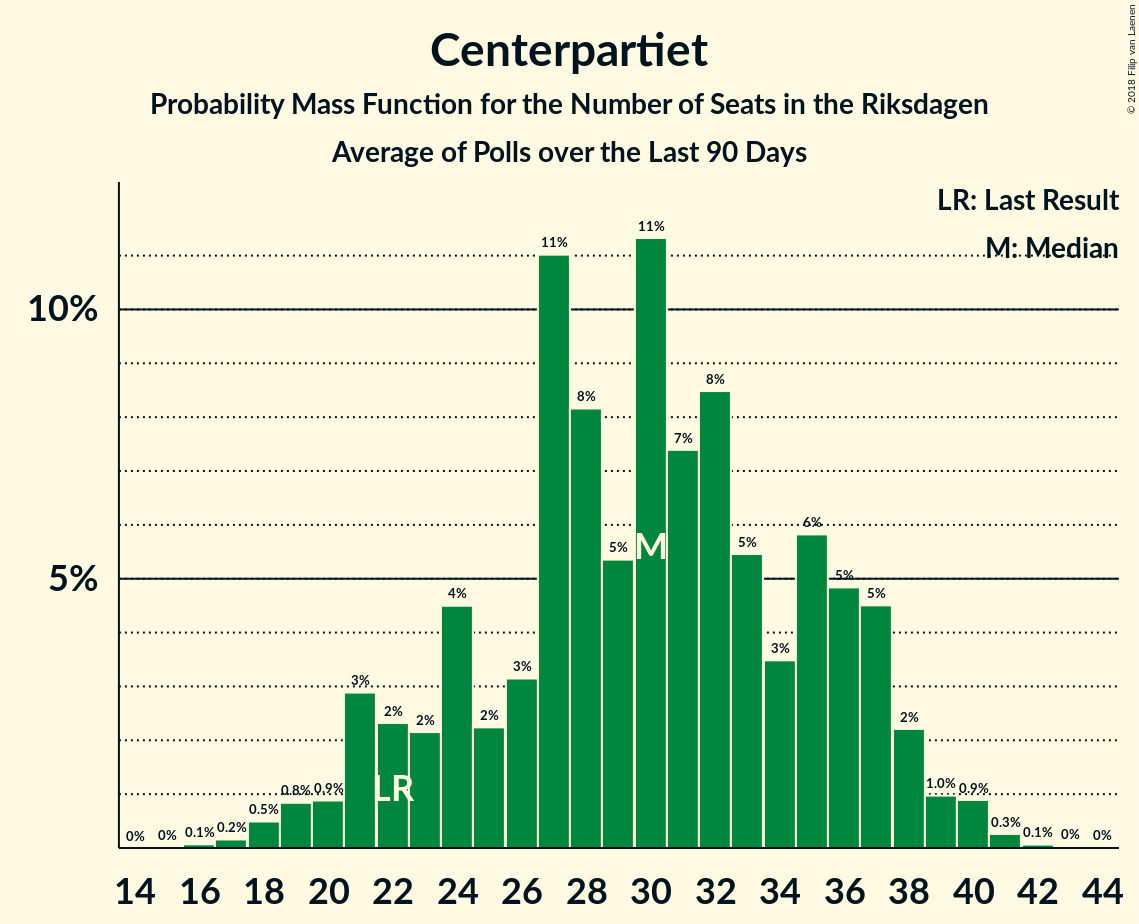 Centerpartiet
Probability Mass Function for the Number of Seats in the Riksdagen
Average of Polls over the Last 90 Days
© 2018 Filip van Laenen
LR: Last Result
M: Median
10%
5%
0% 0% 0.1% 0.2% 0.5% 0.8% 0.9% 3% 2% 2% 4% 2% 3% 11% 8% 5% 11% 7% 8% 5% 3% 6% 5% 5% 2% 1.0% 0.9% 0.3% 0.1% 0% 0%
M
LR
14 16 18 20 22 24 26 28 30 32 34 36 38 40 42 44